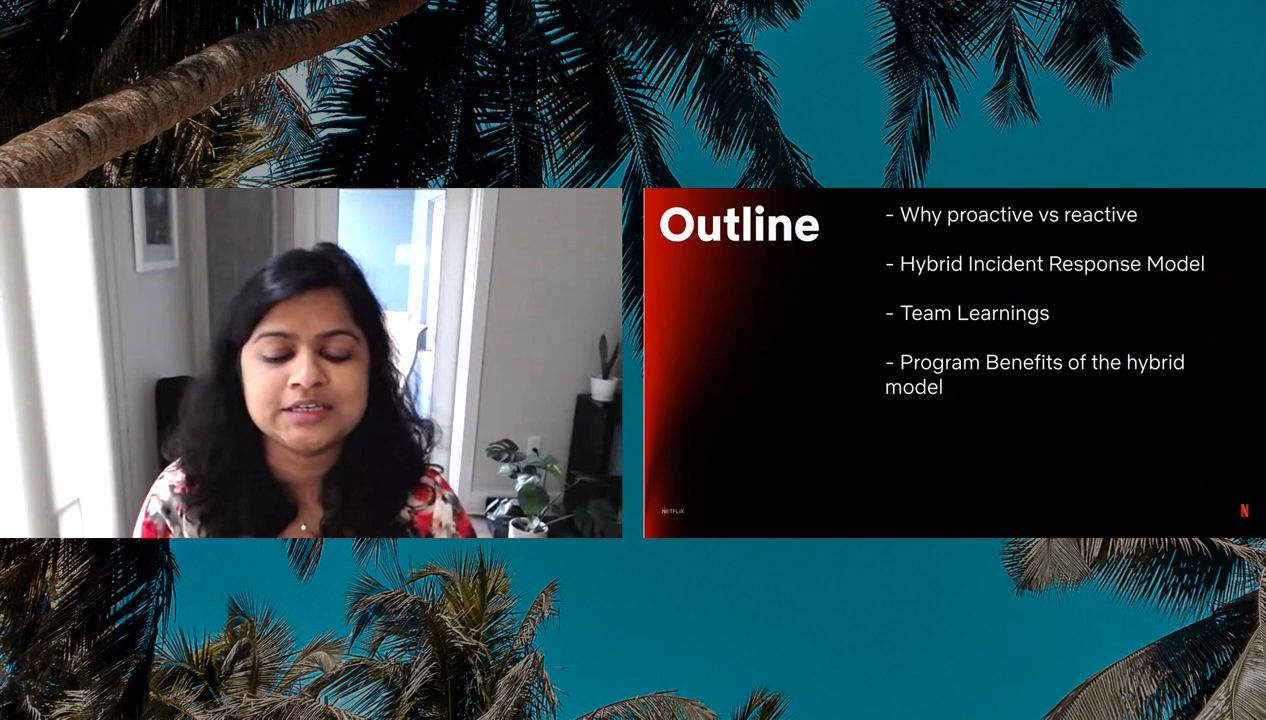 Outline
- Why proactive vs reactive
- Hybrid Incident Response Model
- Team Learnings
- Program Benefits of the hybrid
model
NETFLIX
N